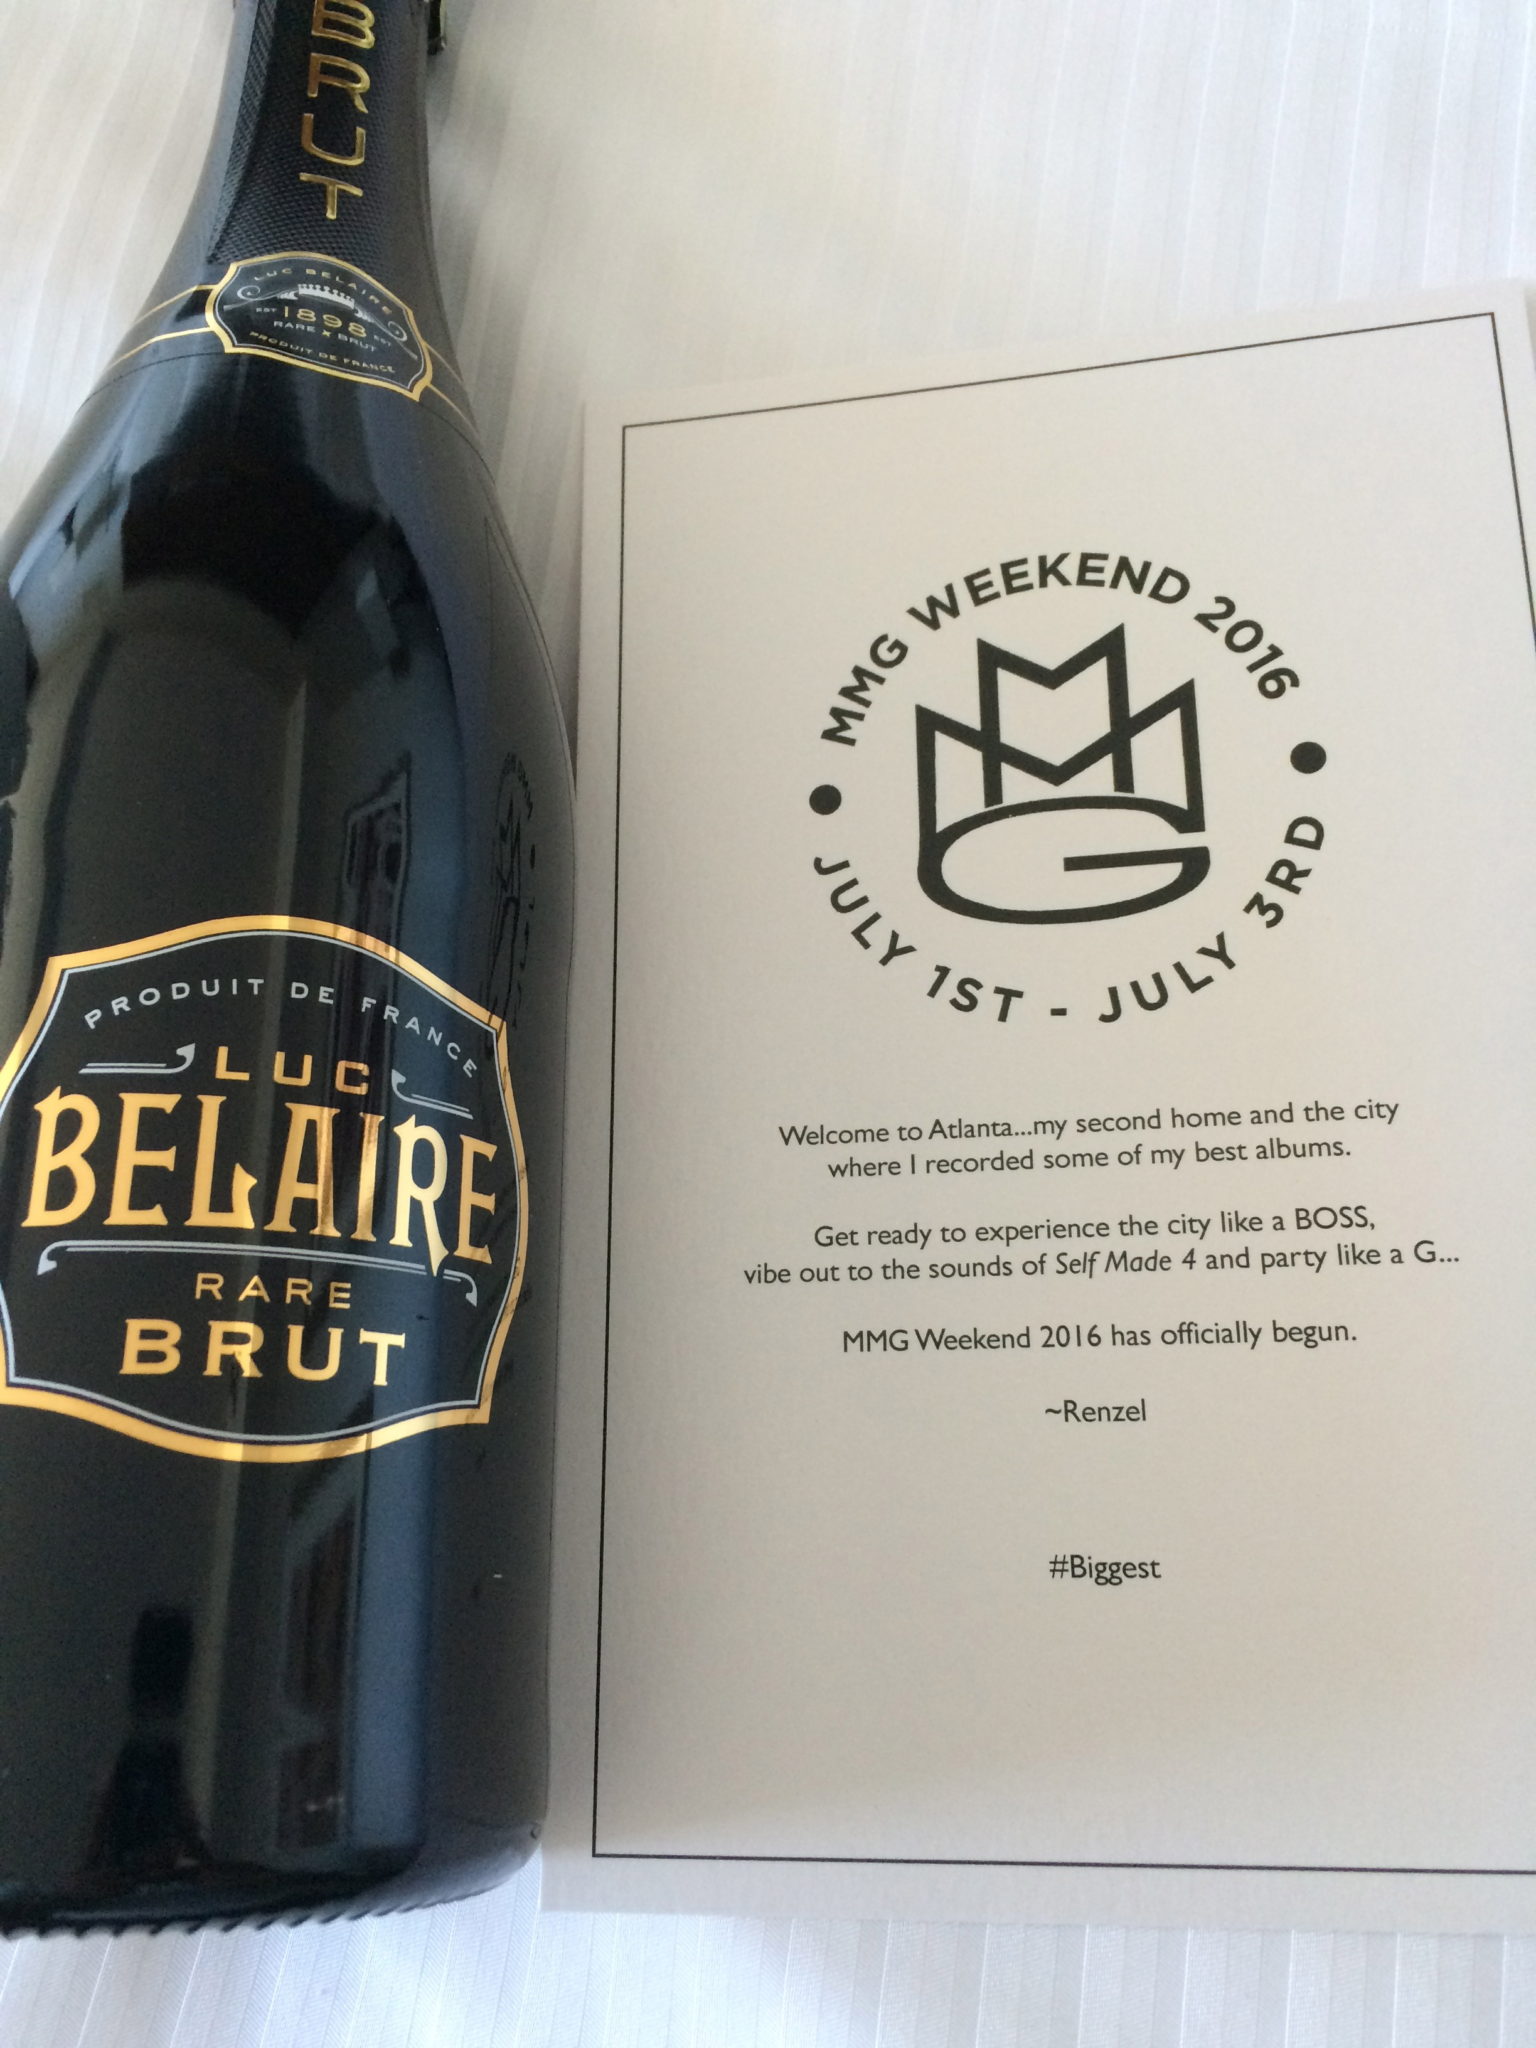 BRUT
LUC BELAIRE
EST 1898 EST
RARE BRUT
PRODUIT DE FRANCE
PRODUIT DE FRANCE
LUC
BELAIRE
RARE
BRUT
MMG WEEKEND 2016
MMG
JULY 1ST - JULY 3RD
Welcome to Atlanta...my second home and the city
where I recorded some of my best albums.
Get ready to experience the city like a BOSS,
vibe out to the sounds of Self Made 4 and party like a G...
MMG Weekend 2016 has officially begun.
~Renzel
#Biggest